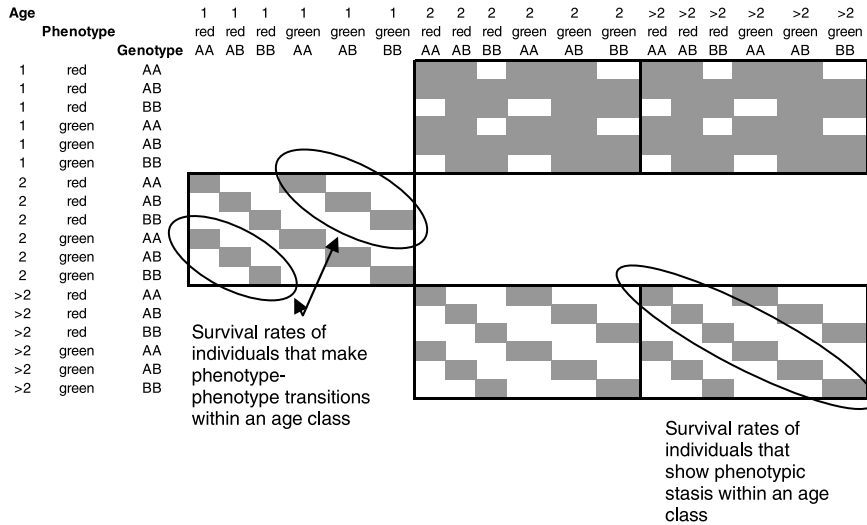 Age 1 1 1 1 1 1 2 2 2 2 2 2 >2 >2 >2 >2 >2 >2
Phenotype red red red green green green red red red green green green red red red green green green
Genotype AA AB BB AA AB BB AA AB BB AA AB BB AA AB BB AA AB BB
1 red AA
1 red AB
1 red BB
1 green AA
1 green AB
1 green BB
2 red AA
2 red AB
2 red BB
2 green AA
2 green AB
2 green BB
>2 red AA
>2 red AB
>2 red BB
>2 green AA
>2 green AB
>2 green BB
Survival rates of
individuals that make
phenotype-
phenotype transitions
within an age class
Survival rates of
individuals that
show phenotypic
stasis within an age
class